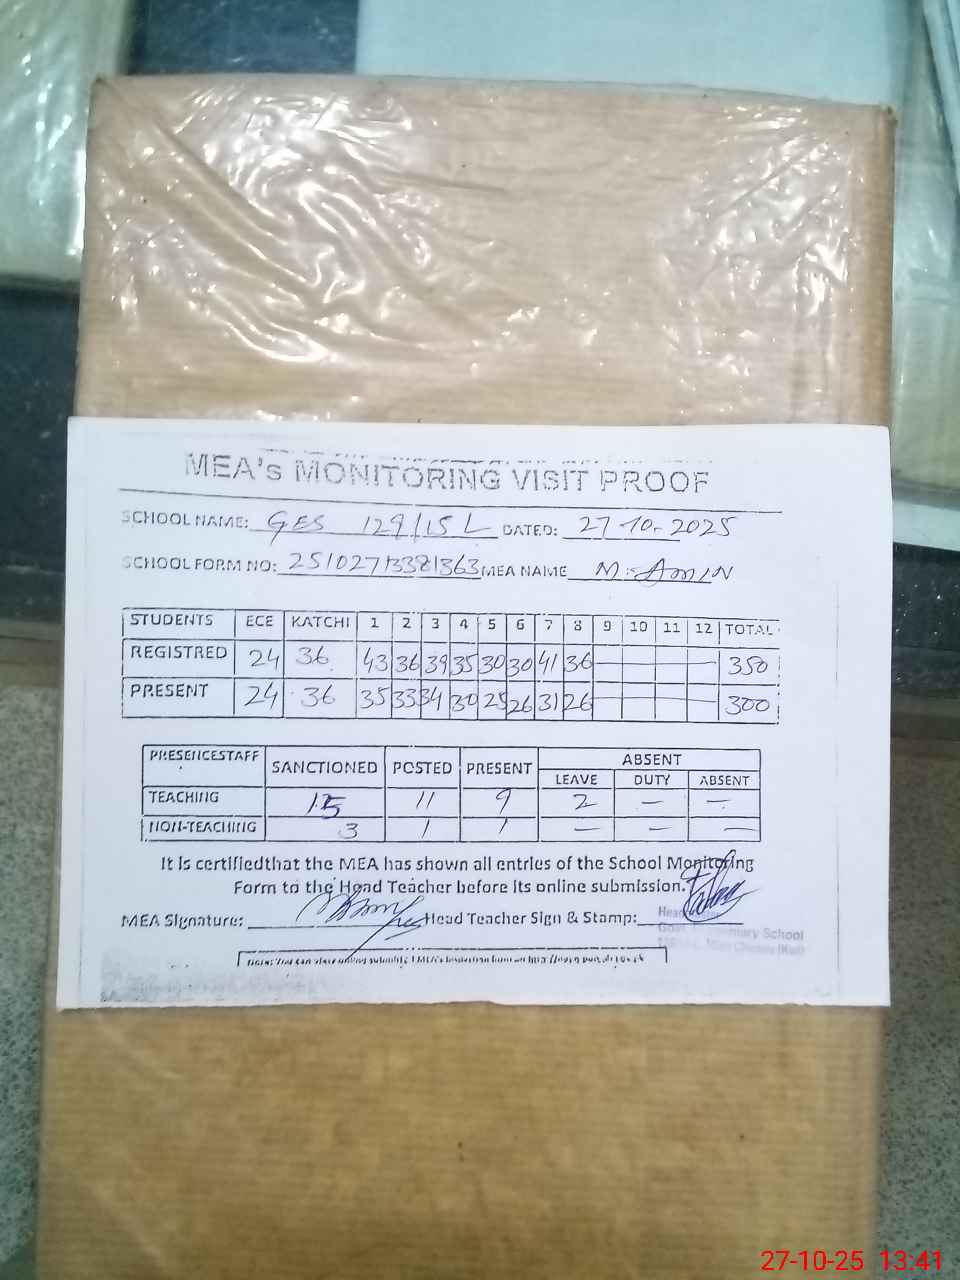 MEA's MONITORING VISIT PROOF
SCHOOL NAME: GES 129/15 L DATED: 27-10-2025
SCHOOL FORM NO: 25102713381363 MEA NAME M. AMIN
STUDENTS ECE KATCHI 1 2 3 4 5 6 7 8 9 10 11 12 TOTAL
REGISTRED 24 36 43 36 39 35 30 30 41 36 — — — — 350
PRESENT 24 36 35 33 34 30 25 26 31 26 — — — — 300
PRESENCESTAFF SANCTIONED POSTED PRESENT ABSENT
LEAVE DUTY ABSENT
TEACHING 15 11 9 2 — —
NON-TEACHING 3 1 1 — — —
It is certifiedthat the MEA has shown all entries of the School Monitoring
Form to the Head Teacher before its online submission.
MEA Signature: Head Teacher Sign & Stamp:
Elementary School
27-10-25 13:41